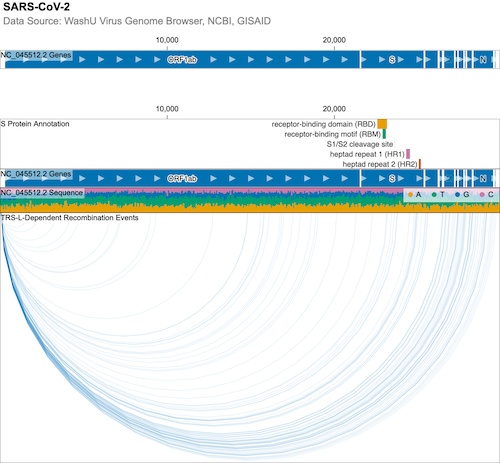 SARS-CoV-2
Data Source: WashU Virus Genome Browser, NCBI, GISAID
10,000 20,000
NC_045512.2 Genes ORF1ab S N
10,000 20,000
S Protein Annotation
receptor-binding domain (RBD)
receptor-binding motif (RBM)
S1/S2 cleavage site
heptad repeat 1 (HR1)
heptad repeat 2 (HR2)
NC_045512.2 Genes ORF1ab S N
NC_045512.2 Sequence A T G C
TRS-L-Dependent Recombination Events